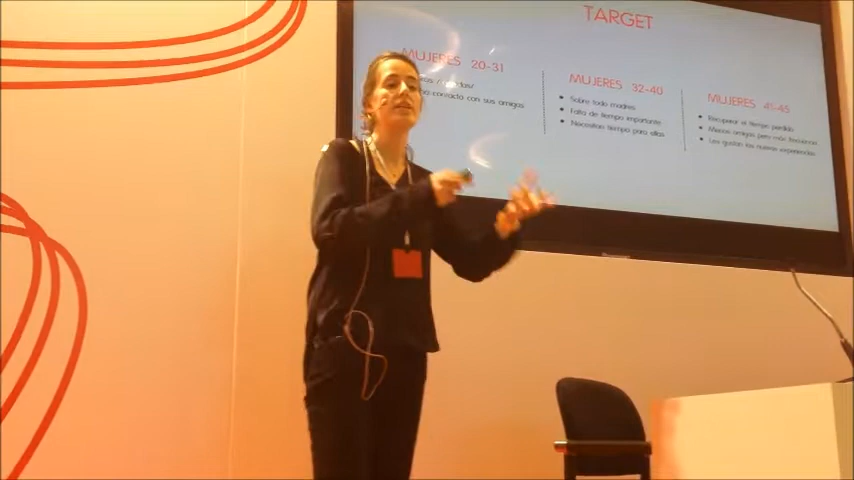 TARGET
MUJERES 20-31
contacto con sus amigos
MUJERES 32-40
Sobre todo madres
Falta de tiempo importante
Necesitan tiempo para ellas
MUJERES 41-45
Recuperar el tiempo perdido
Menos amigas pero más frecuencia
Les gustan las nuevas experiencias